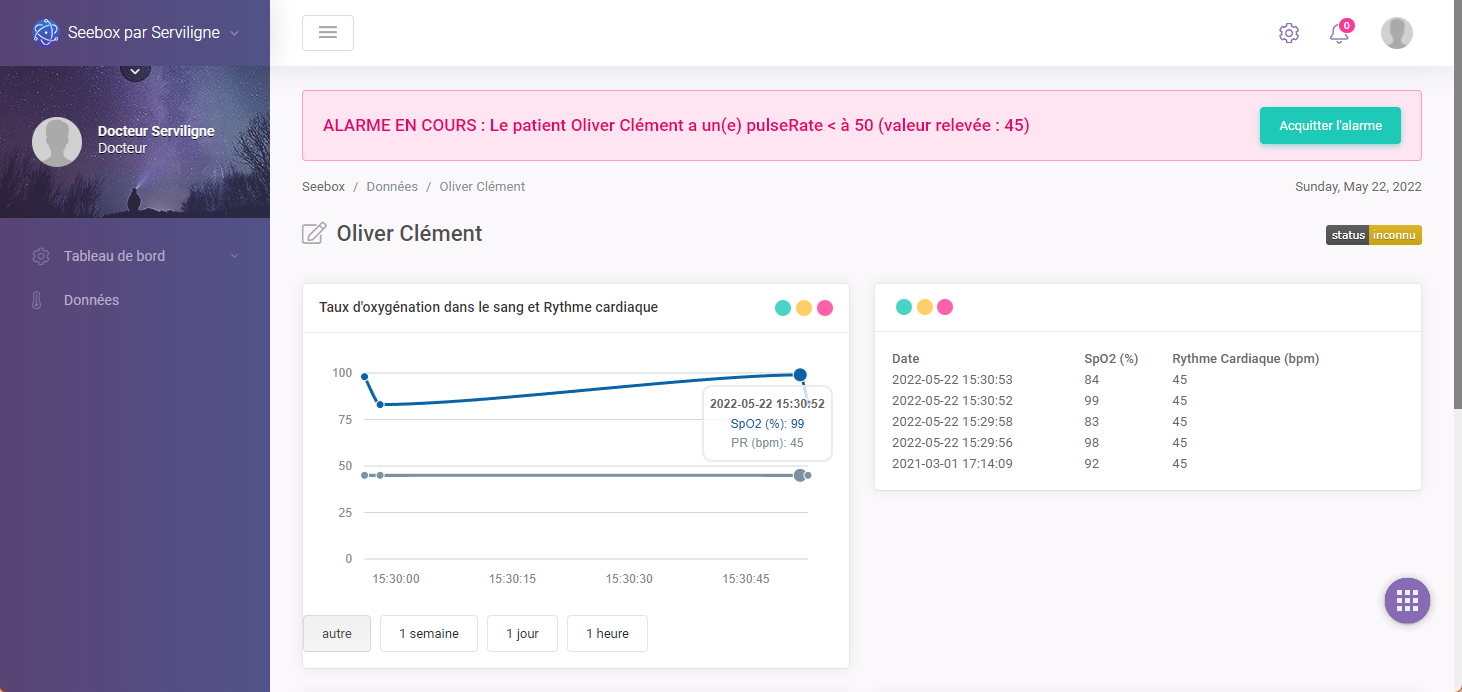 Seebox par Serviligne
0
Docteur Serviligne
Docteur
Tableau de bord
Données
ALARME EN COURS : Le patient Oliver Clément a un(e) pulseRate < à 50 (valeur relevée : 45)
Acquitter l'alarme
Seebox / Données / Oliver Clément
Sunday, May 22, 2022
Oliver Clément
status inconnu
Taux d'oxygénation dans le sang et Rythme cardiaque
100
75
50
25
0
2022-05-22 15:30:52
SpO2 (%): 99
PR (bpm): 45
15:30:00 15:30:15 15:30:30 15:30:45
autre 1 semaine 1 jour 1 heure
Date SpO2 (%) Rythme Cardiaque (bpm)
2022-05-22 15:30:53 84 45
2022-05-22 15:30:52 99 45
2022-05-22 15:29:58 83 45
2022-05-22 15:29:56 98 45
2021-03-01 17:14:09 92 45